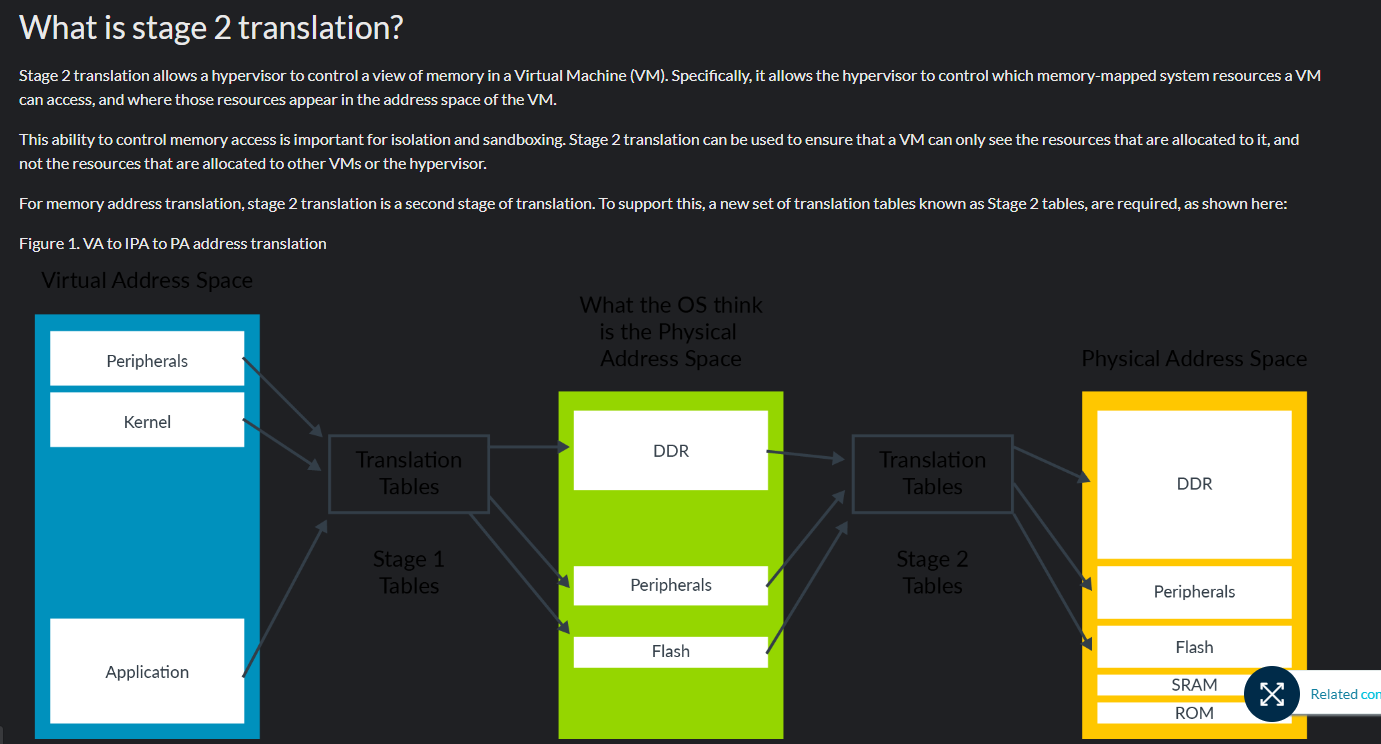 What is stage 2 translation?
Stage 2 translation allows a hypervisor to control a view of memory in a Virtual Machine (VM). Specifically, it allows the hypervisor to control which memory-mapped system resources a VM
can access, and where those resources appear in the address space of the VM.
This ability to control memory access is important for isolation and sandboxing. Stage 2 translation can be used to ensure that a VM can only see the resources that are allocated to it, and
not the resources that are allocated to other VMs or the hypervisor.
For memory address translation, stage 2 translation is a second stage of translation. To support this, a new set of translation tables known as Stage 2 tables, are required, as shown here:
Figure 1. VA to IPA to PA address translation
Virtual Address Space
Peripherals
Kernel
Application
Translation
Tables
Stage 1
Tables
What the OS think
is the Physical
Address Space
DDR
Peripherals
Flash
Translation
Tables
Stage 2
Tables
Physical Address Space
DDR
Peripherals
Flash
SRAM
ROM
Related